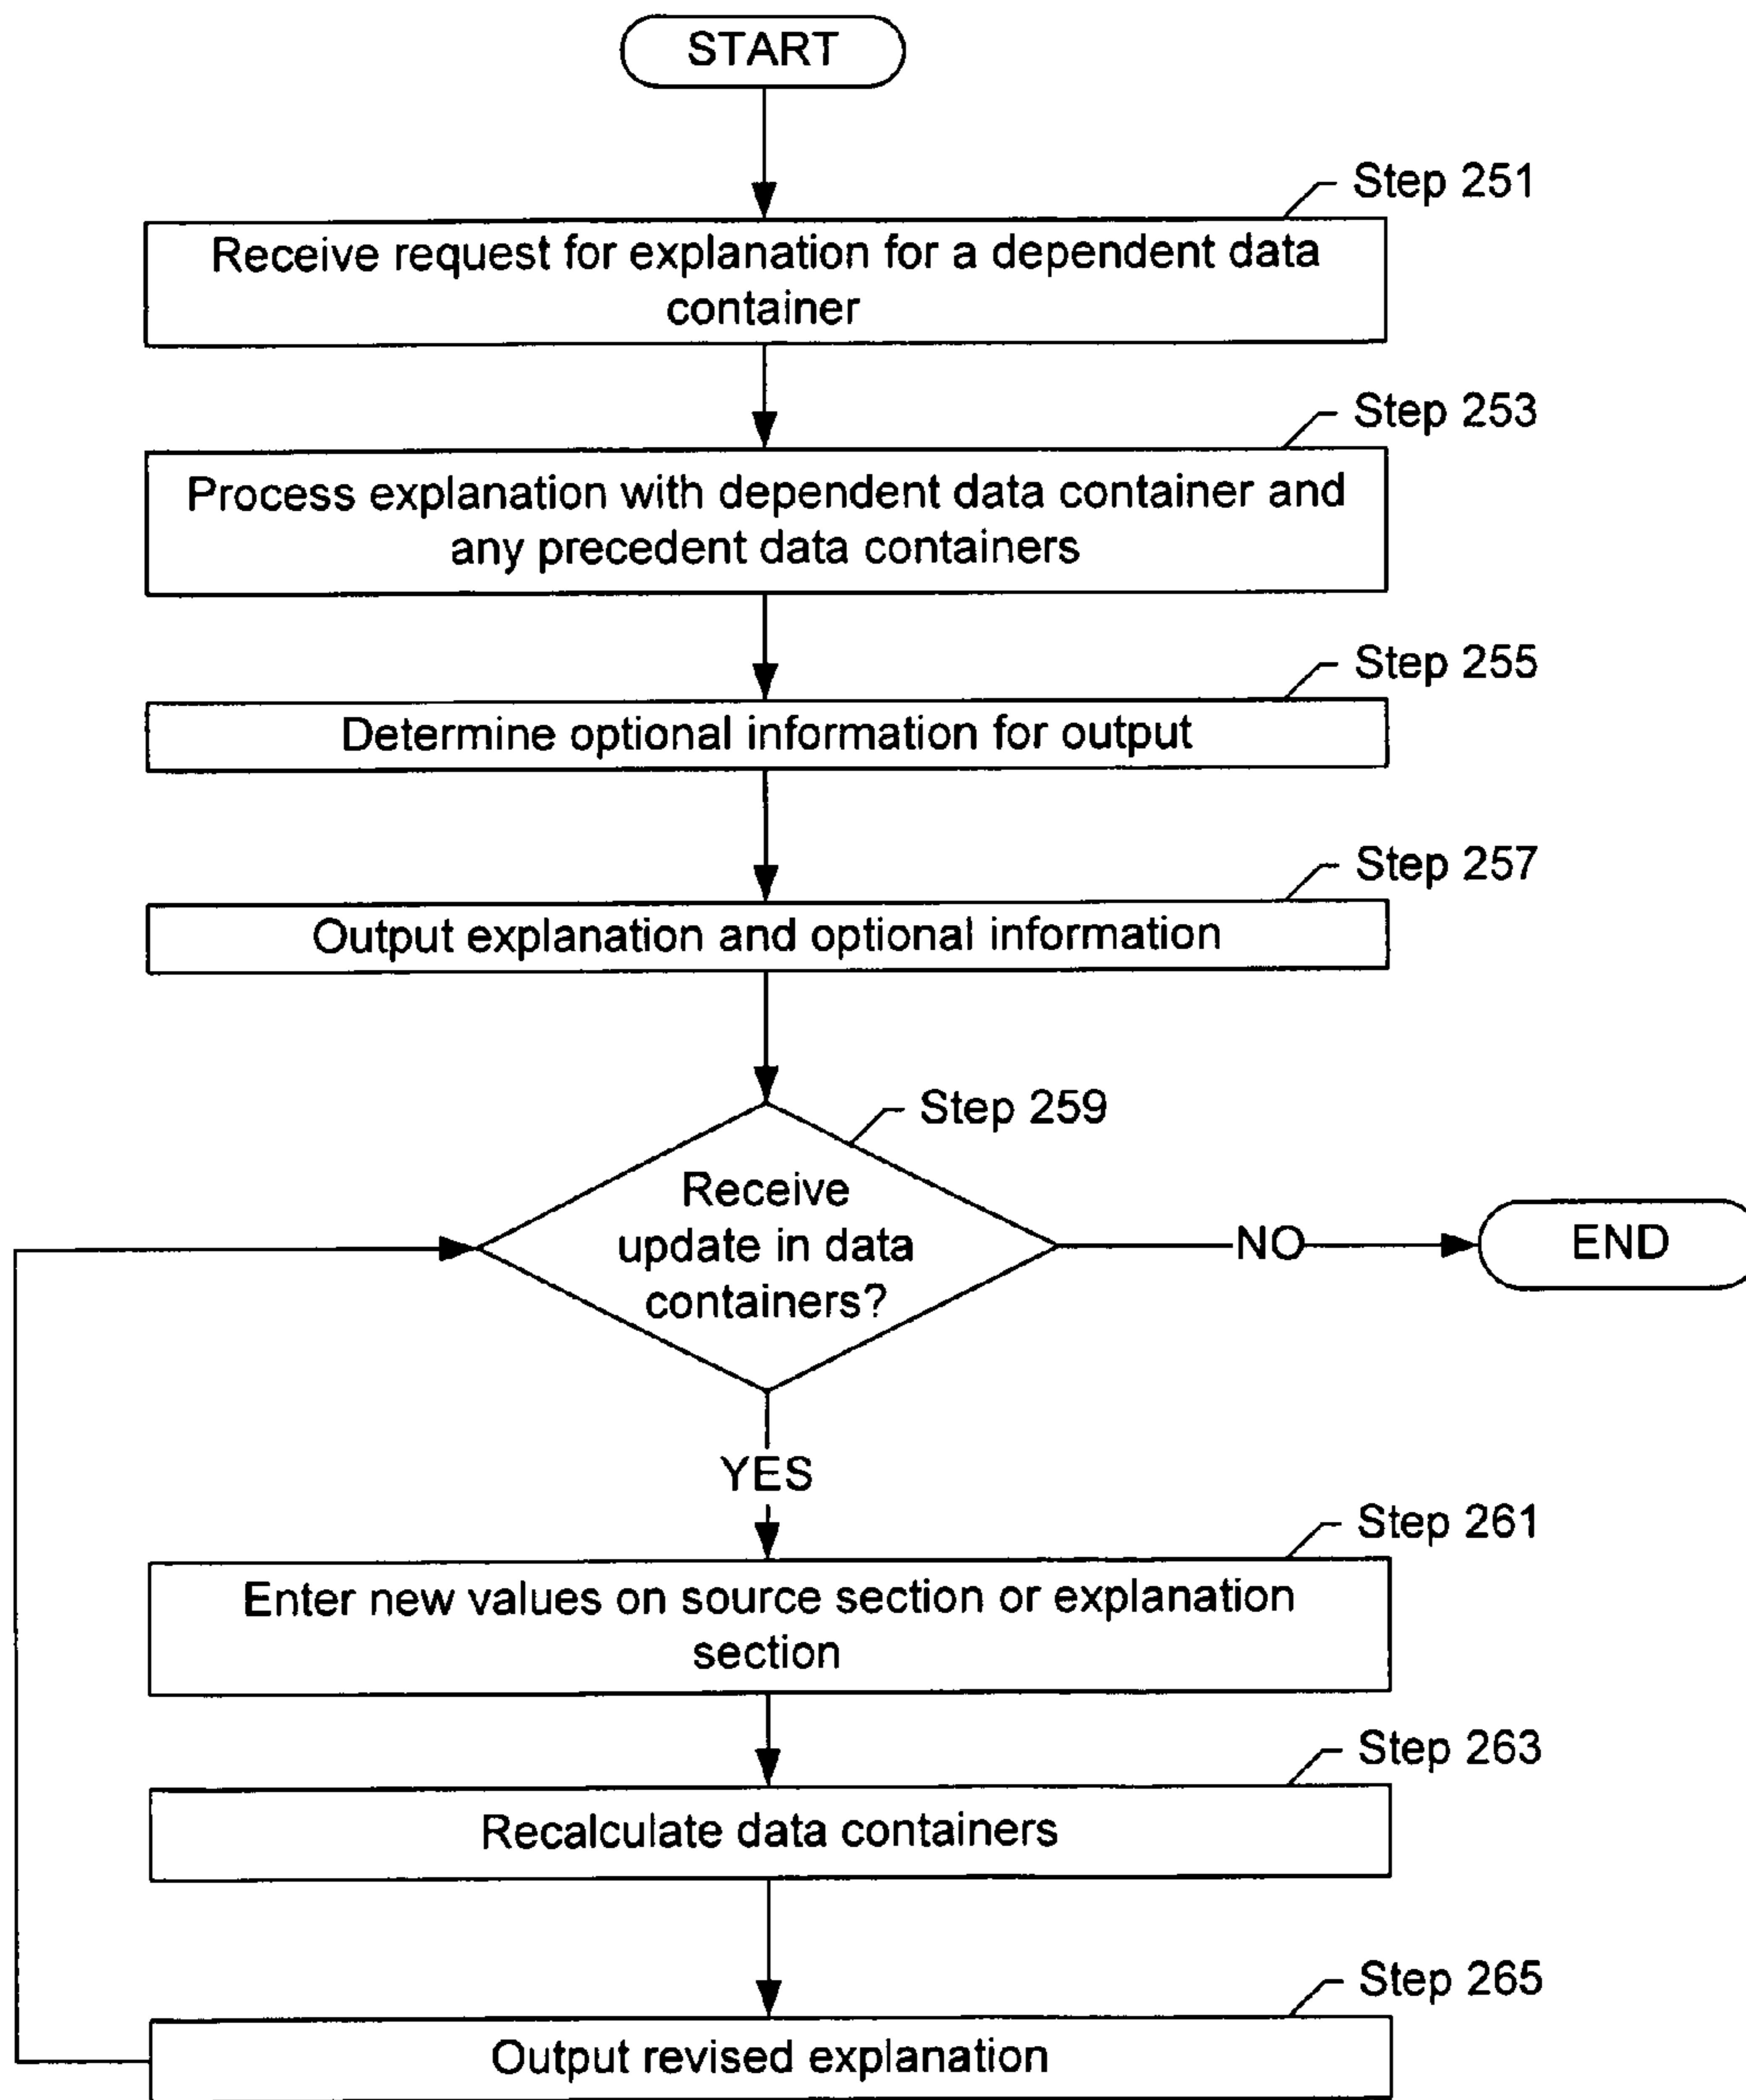 START
Step 251
Receive request for explanation for a dependent data
container
Step 253
Process explanation with dependent data container and
any precedent data containers
Step 255
Determine optional information for output
Step 257
Output explanation and optional information
Step 259
Receive
update in data
containers?
NO
END
YES
Step 261
Enter new values on source section or explanation
section
Step 263
Recalculate data containers
Step 265
Output revised explanation